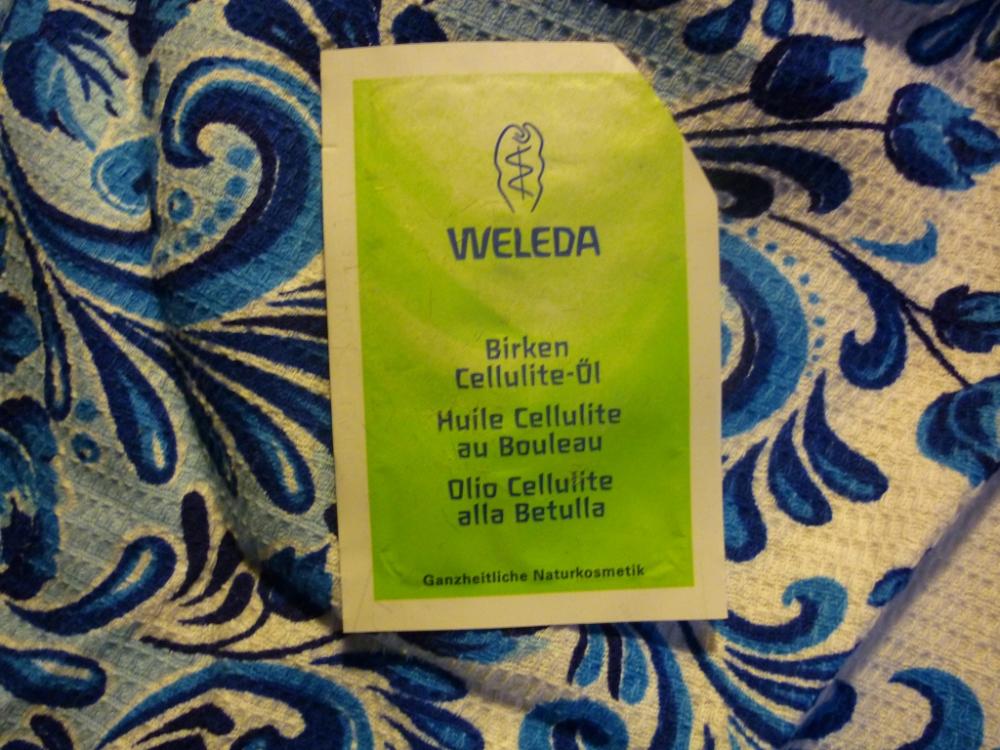 WELEDA
Birken
Cellulite-Öl
Huile Cellulite
au Bouleau
Olio Cellulite
alla Betulla
Ganzheitliche Naturkosmetik